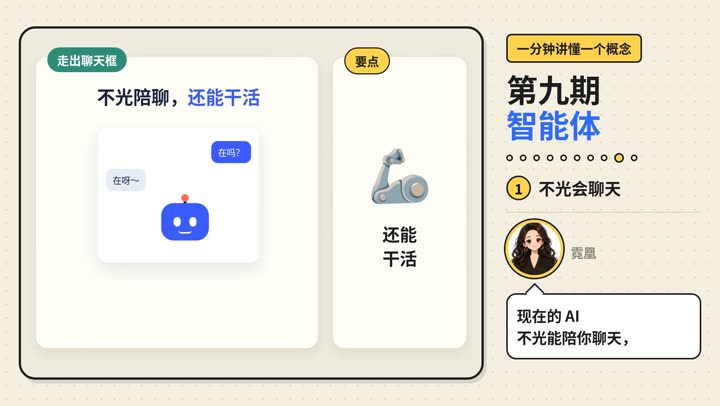 走出聊天框
不光陪聊，还能干活
在吗？
在呀～
要点
还能
干活
一分钟讲懂一个概念
第九期
智能体
1 不光会聊天
霓凰
现在的 AI
不光能陪你聊天，